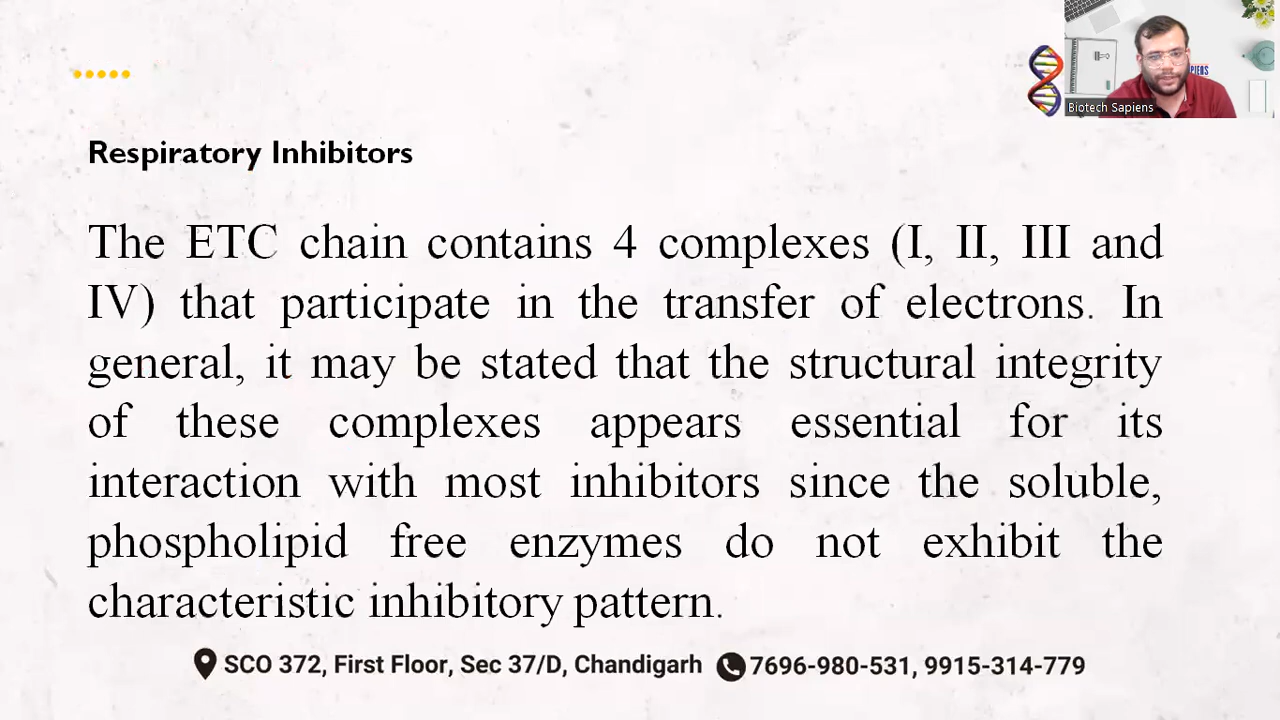 PIENS
Biotech Sapiens
Respiratory Inhibitors
The ETC chain contains 4 complexes (I, II, III and
IV) that participate in the transfer of electrons. In
general, it may be stated that the structural integrity
of these complexes appears essential for its
interaction with most inhibitors since the soluble,
phospholipid free enzymes do not exhibit the
characteristic inhibitory pattern.
SCO 372, First Floor, Sec 37/D, Chandigarh 7696-980-531, 9915-314-779